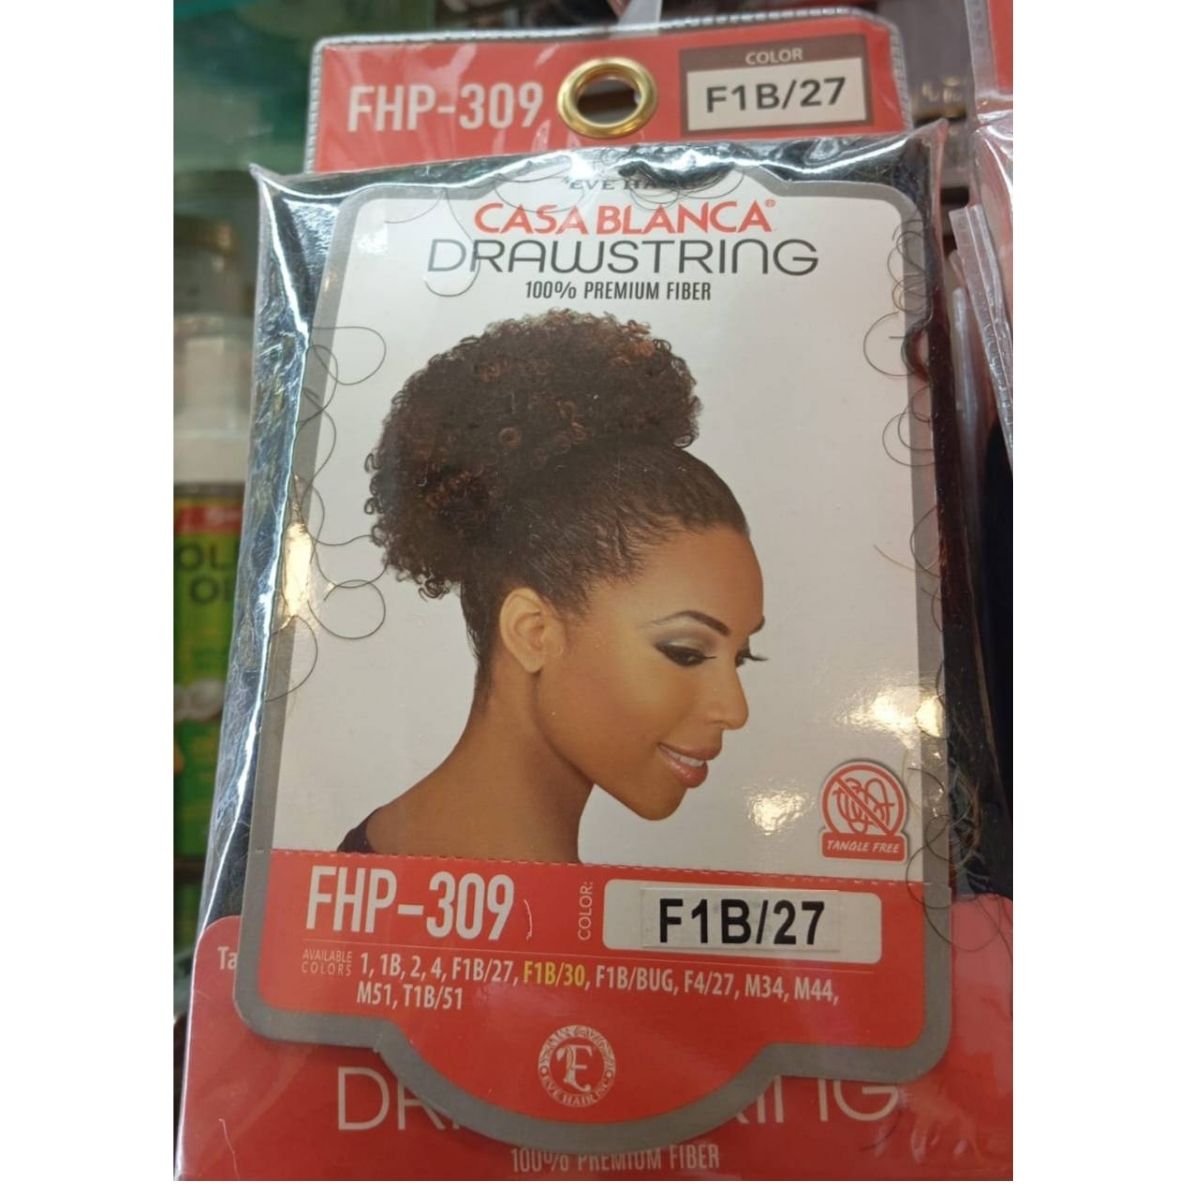 FHP-309
COLOR
F1B/27
EVE HAIR
CASABLANCA®
DRAWSTRING
100% PREMIUM FIBER
TANGLE FREE
FHP-309
COLOR:
F1B/27
AVAILABLE COLORS
1, 1B, 2, 4, F1B/27, F1B/30, F1B/BUG, F4/27, M34, M44,
M51, T1B/51
E
EVE HAIR INC
Ta
100% PREMIUM FIBER